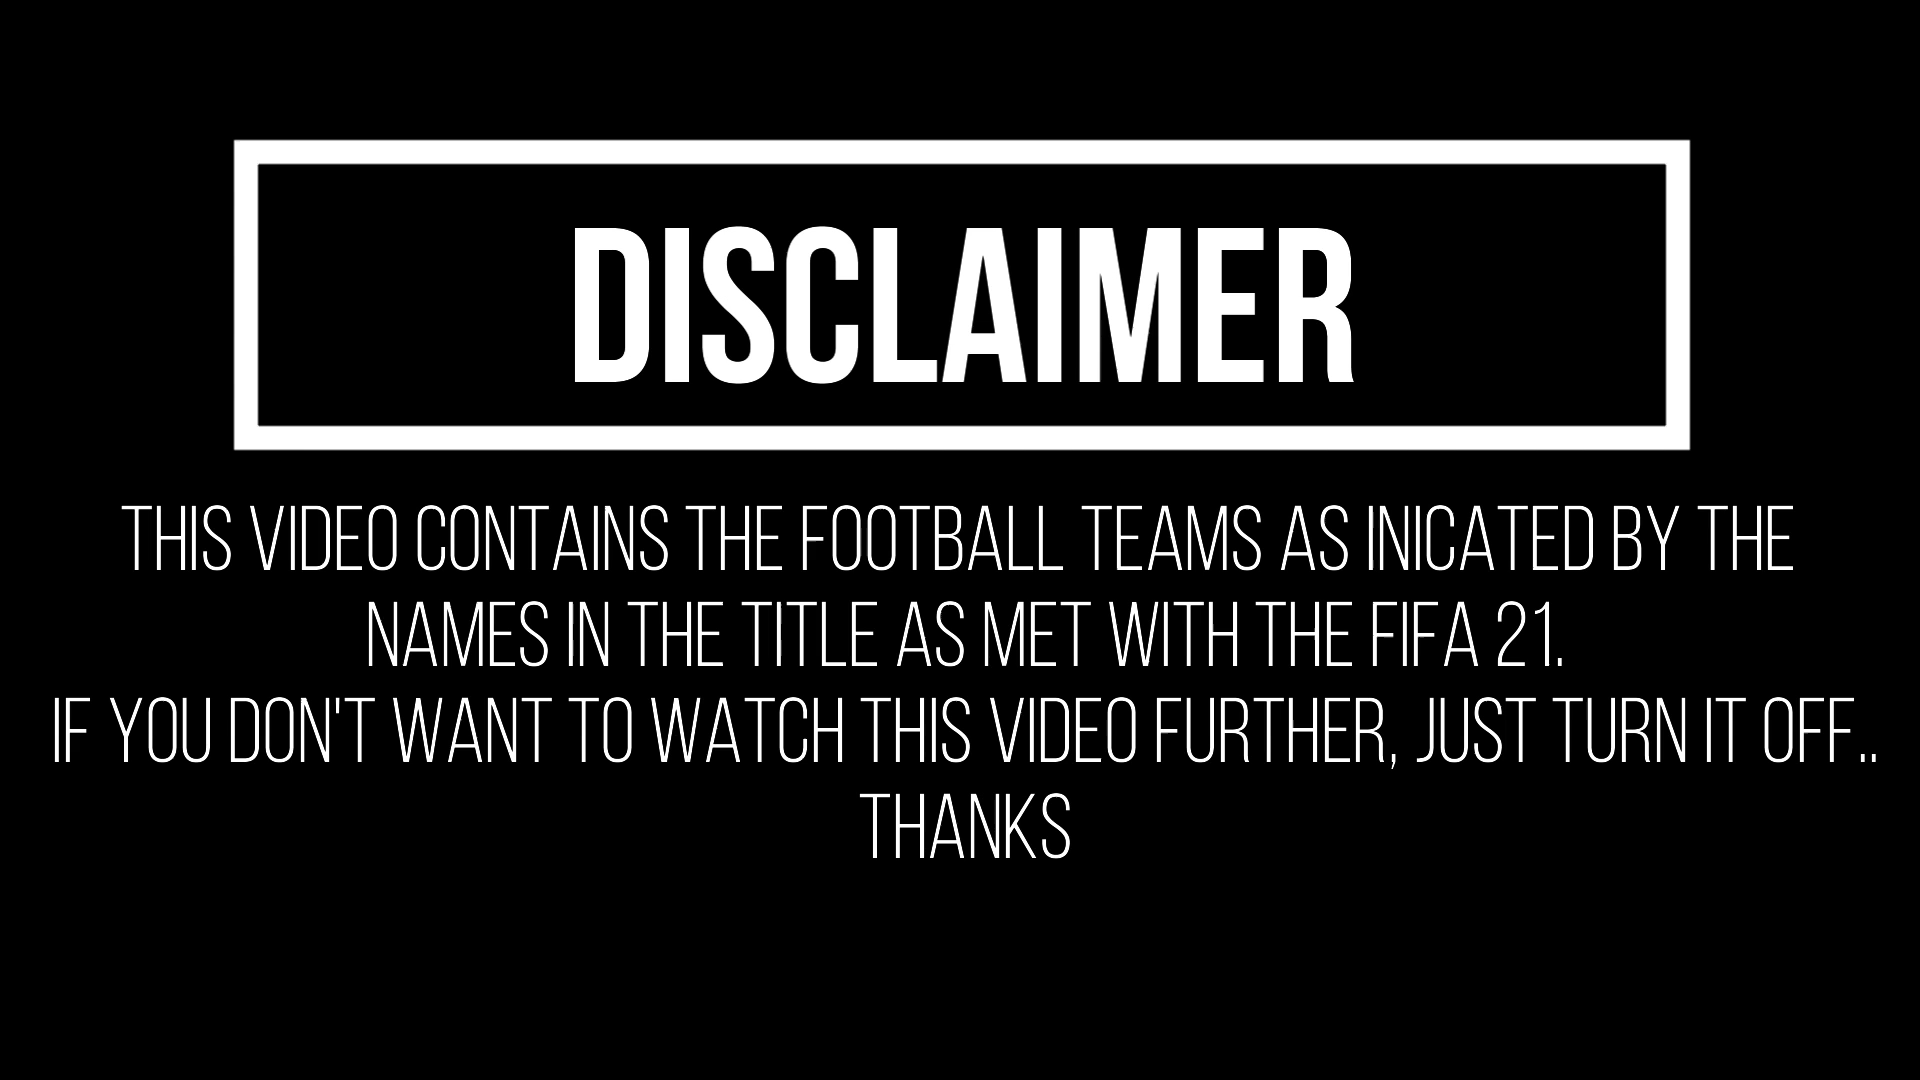 DISCLAIMER
THIS VIDEO CONTAINS THE FOOTBALL TEAMS AS INICATED BY THE
NAMES IN THE TITLE AS MET WITH THE FIFA 21.
IF YOU DON'T WANT TO WATCH THIS VIDEO FURTHER, JUST TURN IT OFF..
THANKS